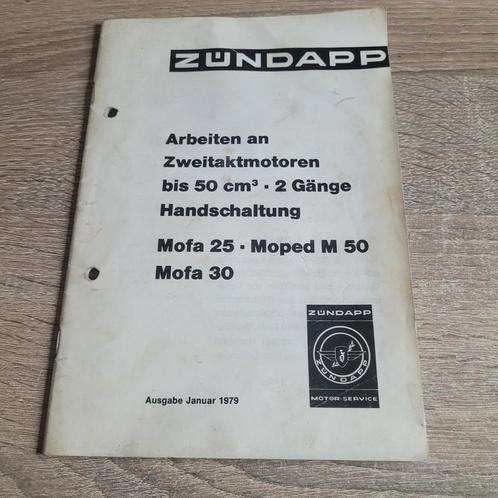 ZÜNDAPP
Arbeiten an
Zweitaktmotoren
bis 50 cm³ · 2 Gänge
Handschaltung
Mofa 25 · Moped M 50
Mofa 30
ZÜNDAPP
ZÜNDAPP
MOTOR-SERVICE
Ausgabe Januar 1979